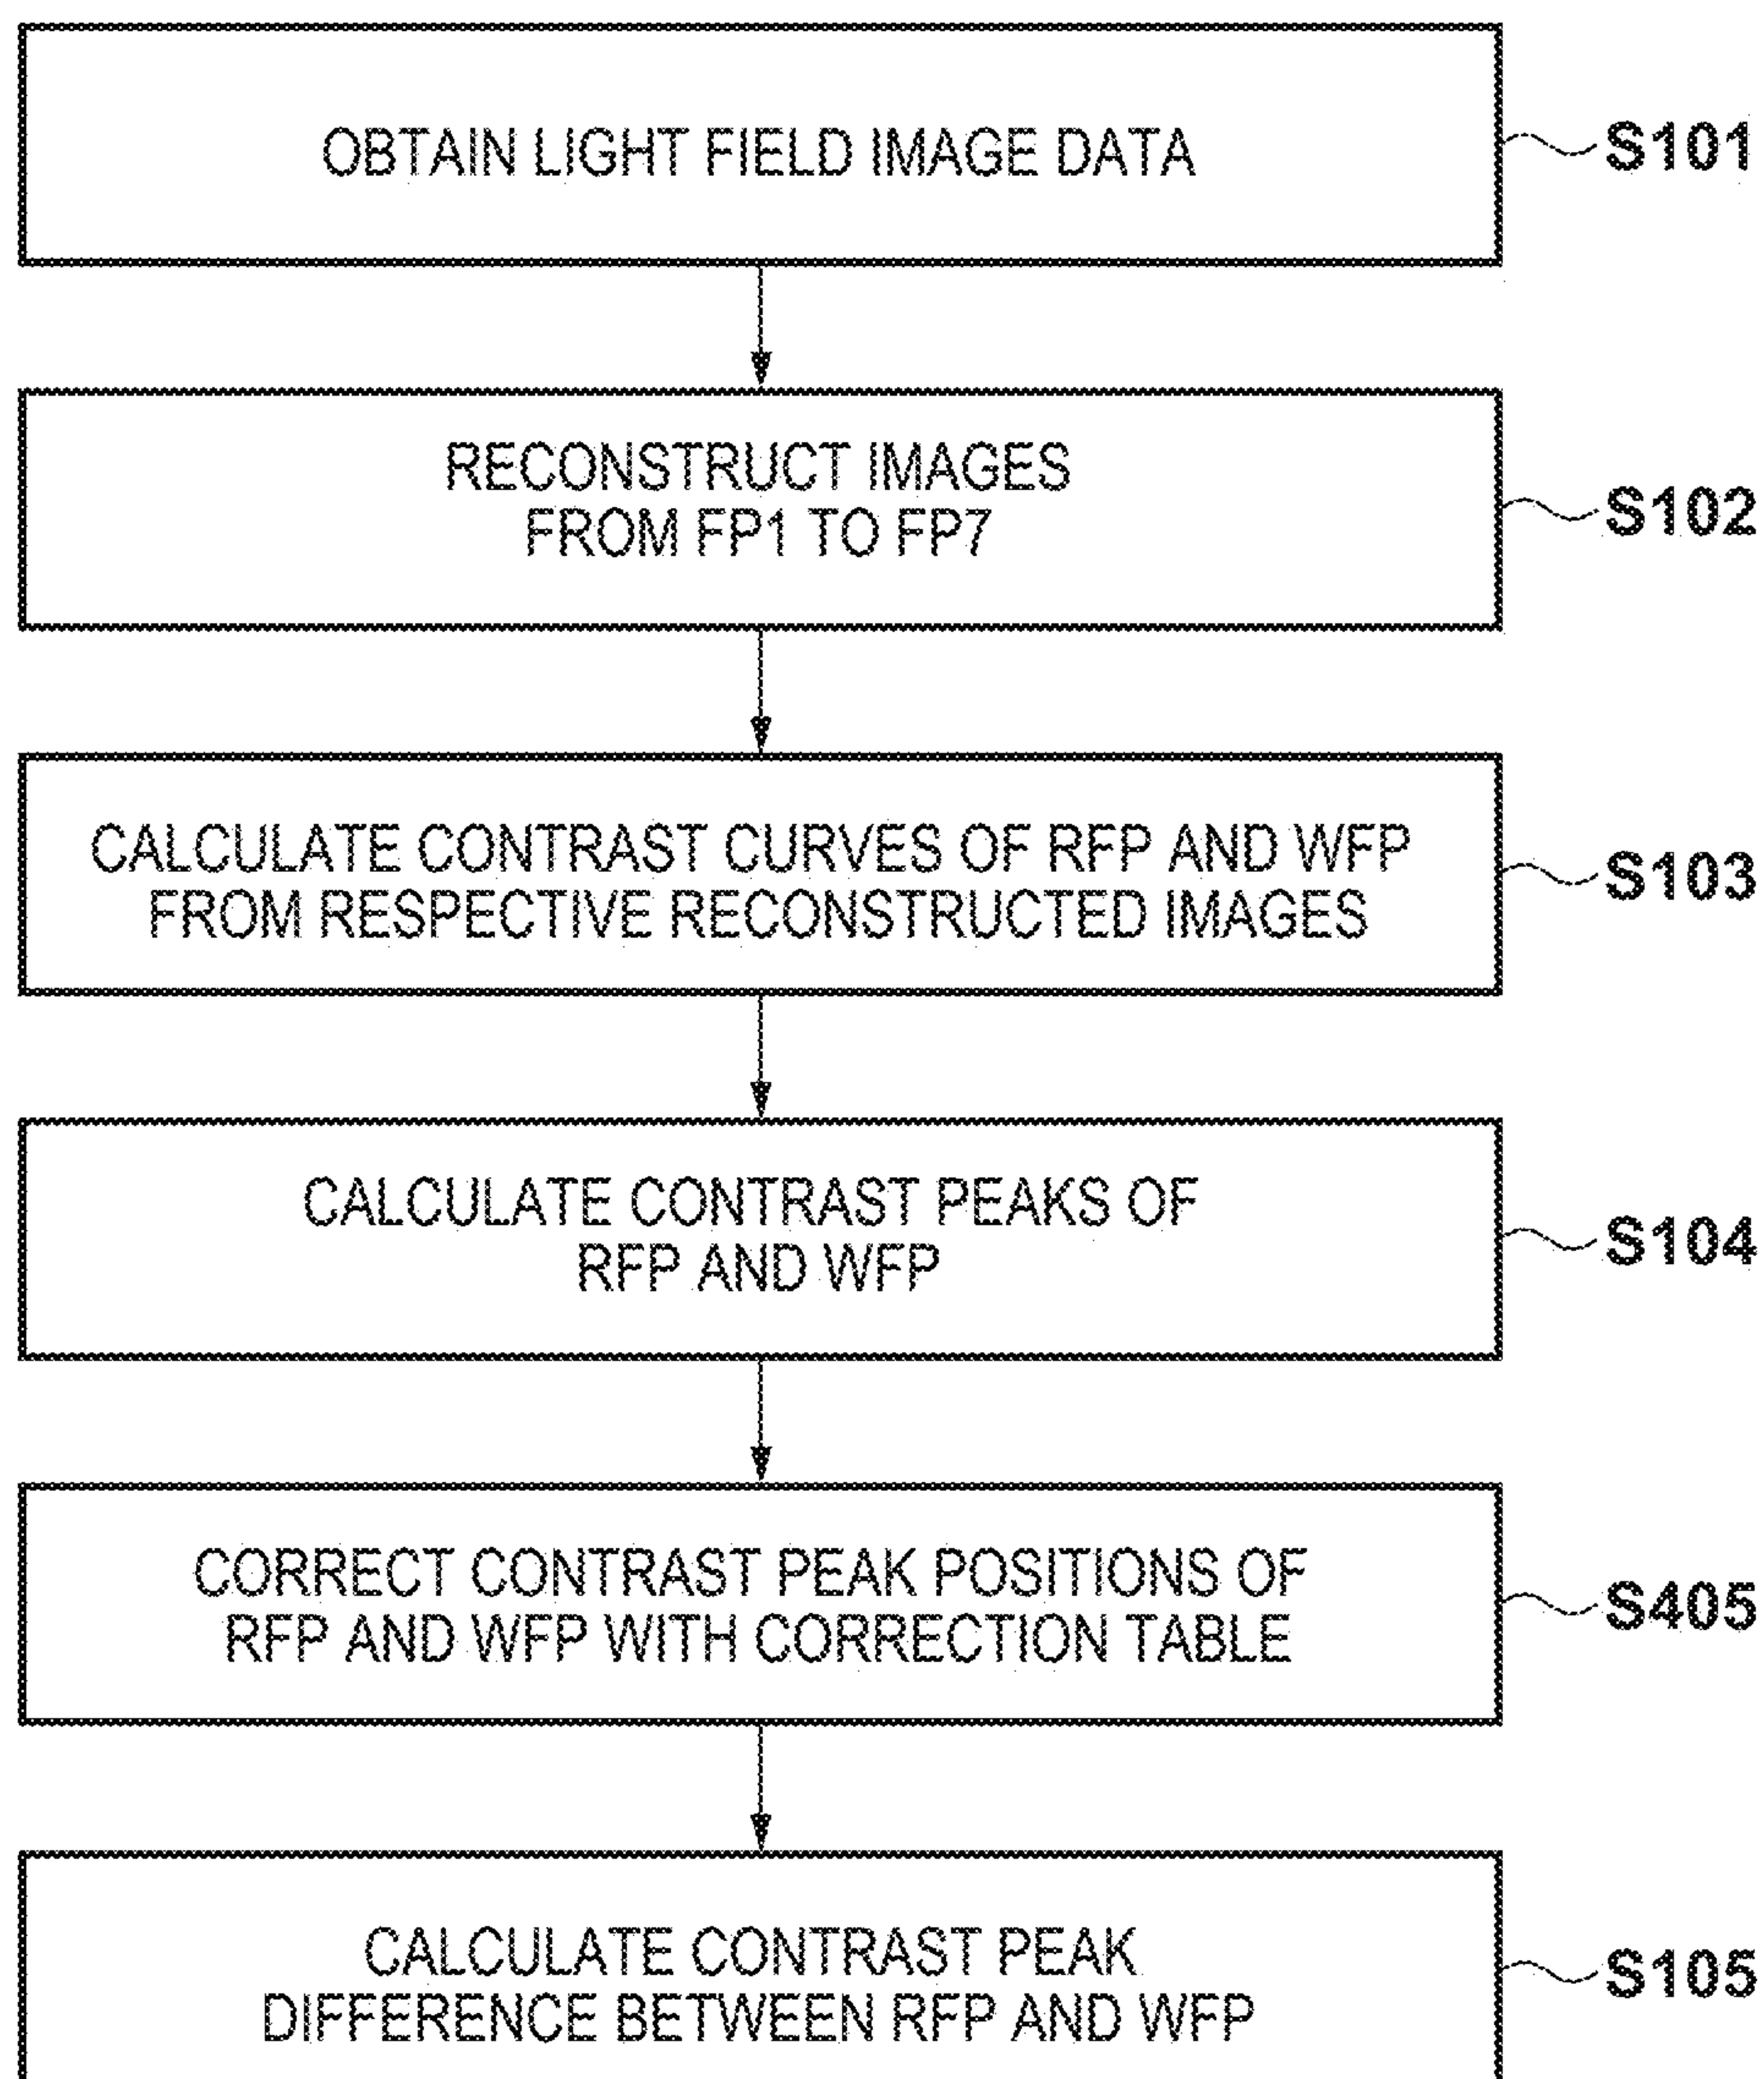 OBTAIN LIGHT FIELD IMAGE DATA
S101
RECONSTRUCT IMAGES
FROM FP1 TO FP7
S102
CALCULATE CONTRAST CURVES OF RFP AND WFP
FROM RESPECTIVE RECONSTRUCTED IMAGES
S103
CALCULATE CONTRAST PEAKS OF
RFP AND WFP
S104
CORRECT CONTRAST PEAK POSITIONS OF
RFP AND WFP WITH CORRECTION TABLE
S405
CALCULATE CONTRAST PEAK
DIFFERENCE BETWEEN RFP AND WFP
S105